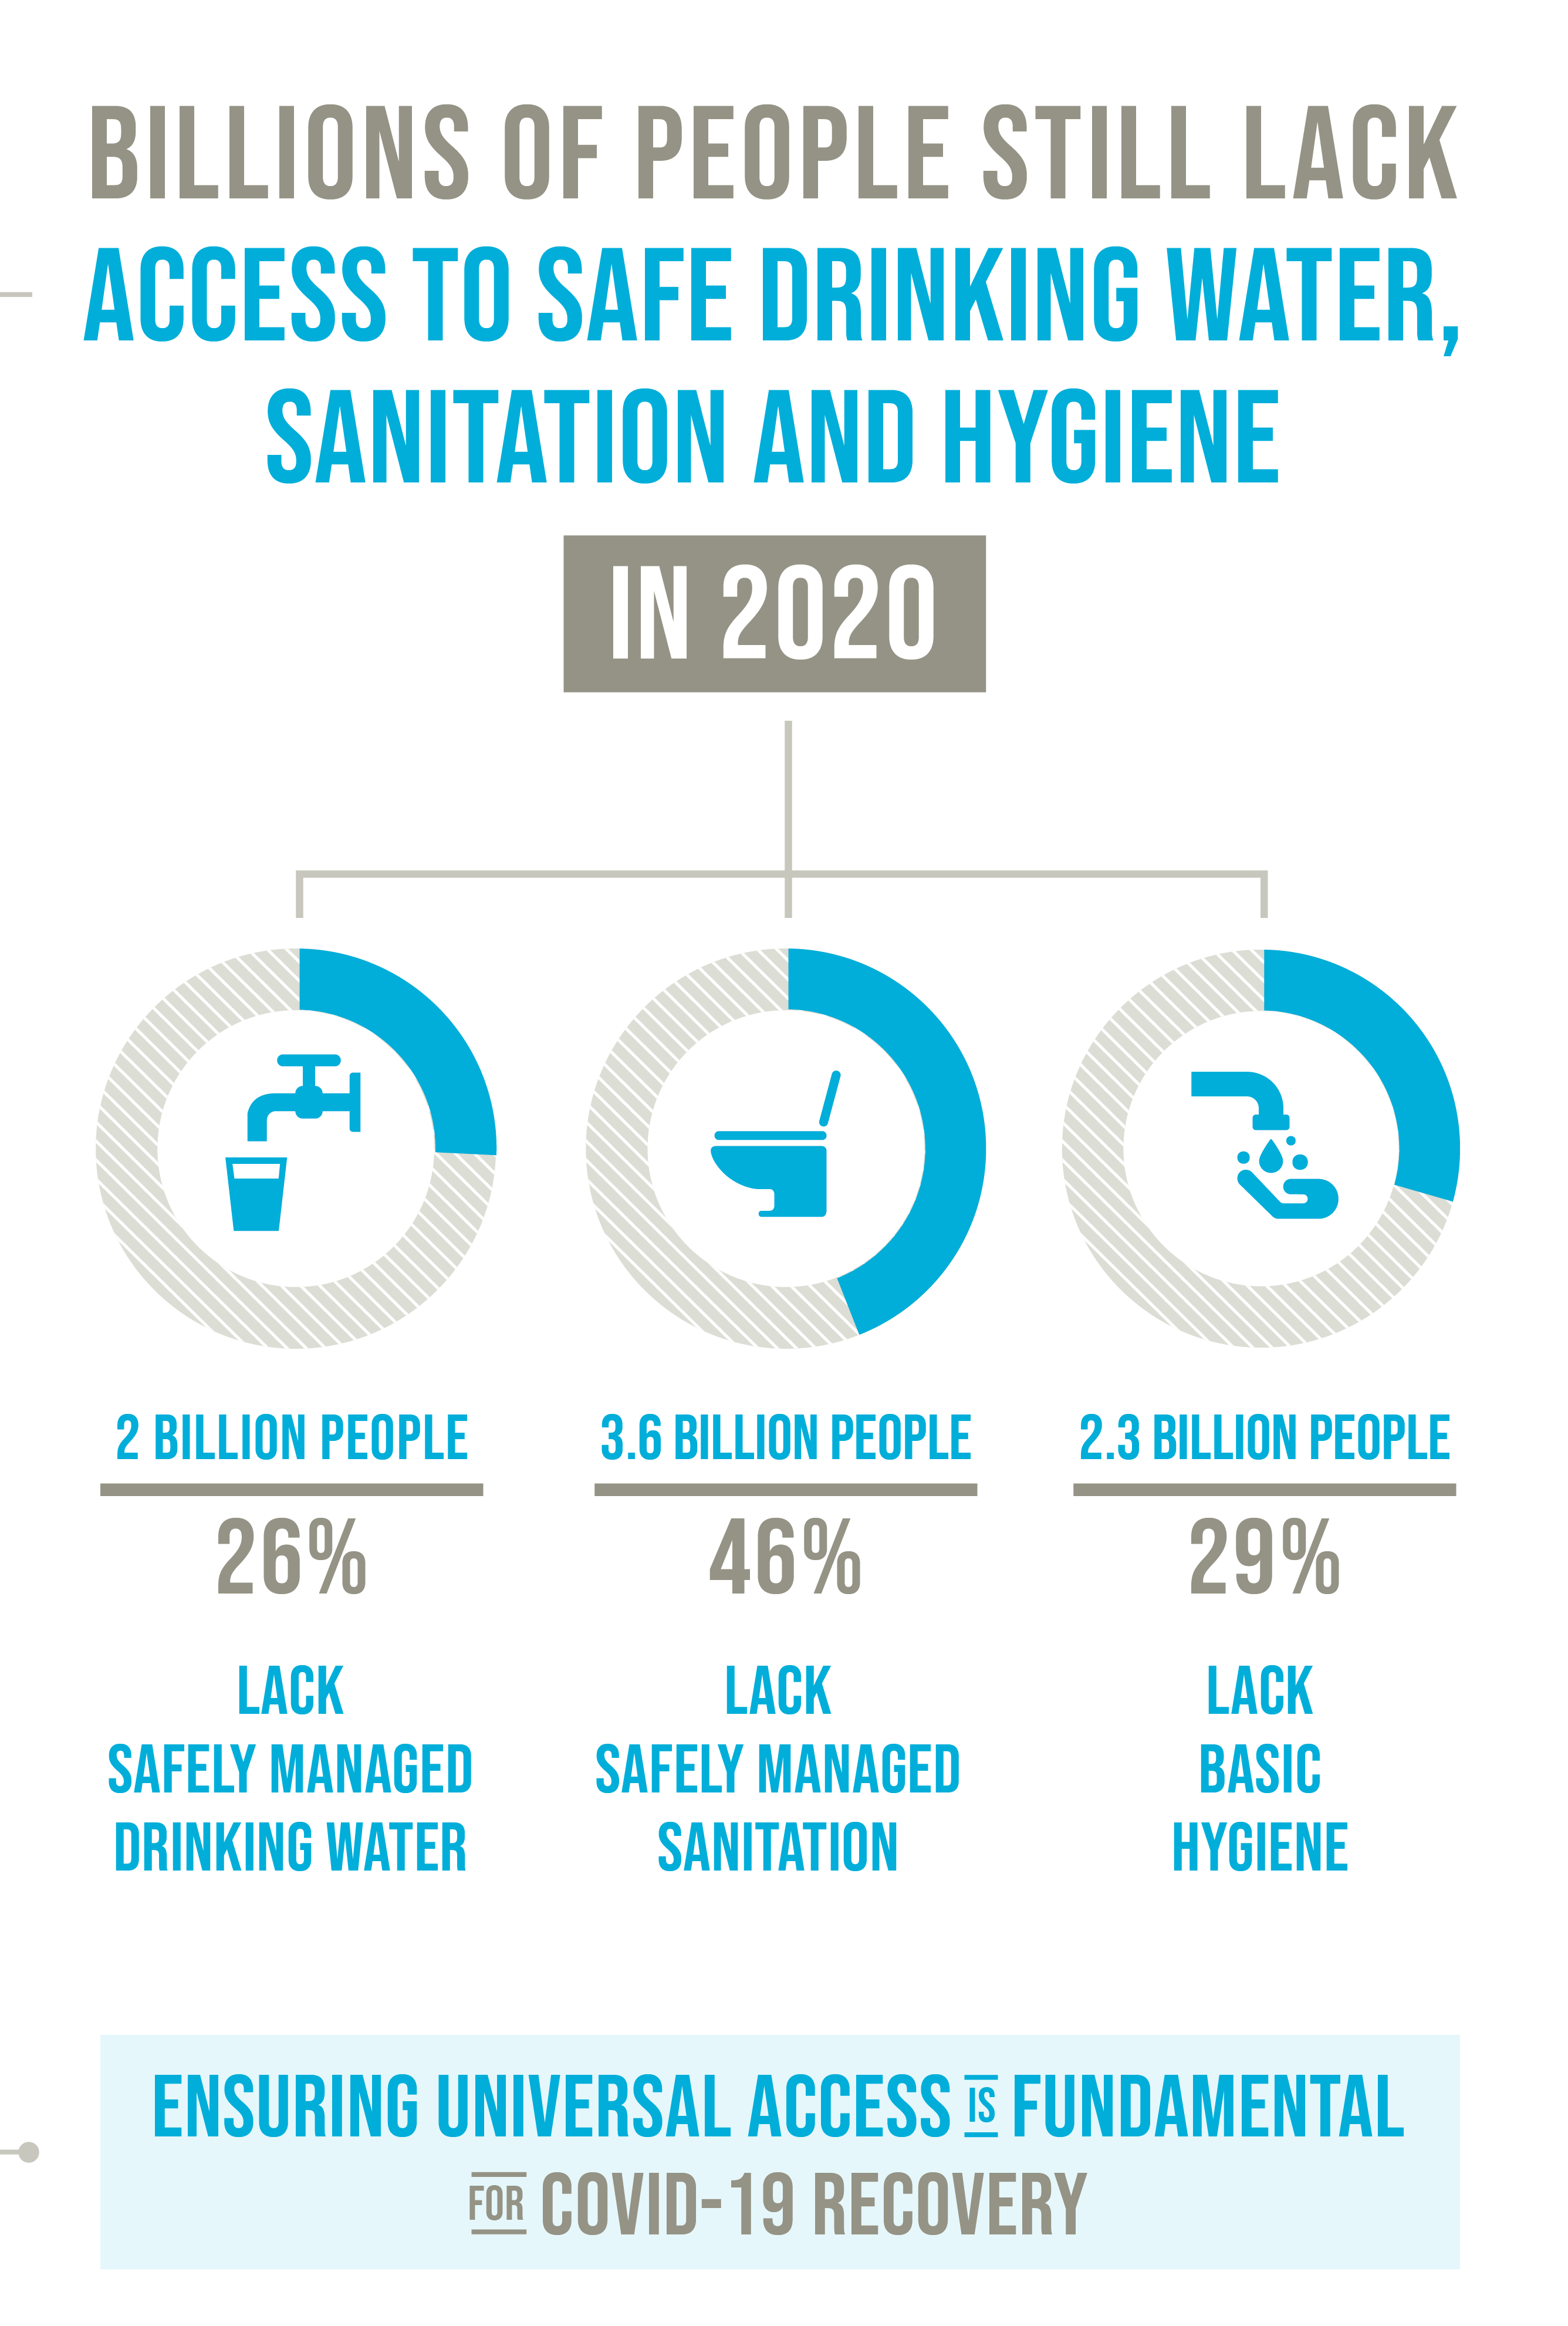 BILLIONS OF PEOPLE STILL LACK
ACCESS TO SAFE DRINKING WATER,
SANITATION AND HYGIENE
IN 2020
2 BILLION PEOPLE
26%
LACK
SAFELY MANAGED
DRINKING WATER
3.6 BILLION PEOPLE
46%
LACK
SAFELY MANAGED
SANITATION
2.3 BILLION PEOPLE
29%
LACK
BASIC
HYGIENE
ENSURING UNIVERSAL ACCESS IS FUNDAMENTAL
FOR COVID-19 RECOVERY